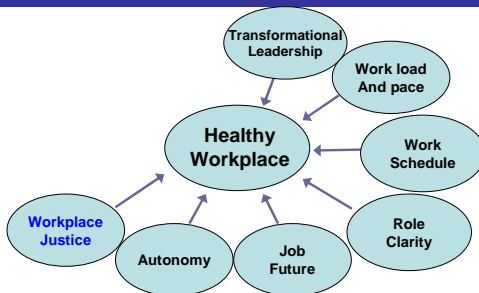 Transformational
Leadership
Work load
And pace
Healthy
Workplace
Work
Schedule
Workplace
Justice
Autonomy
Job
Future
Role
Clarity